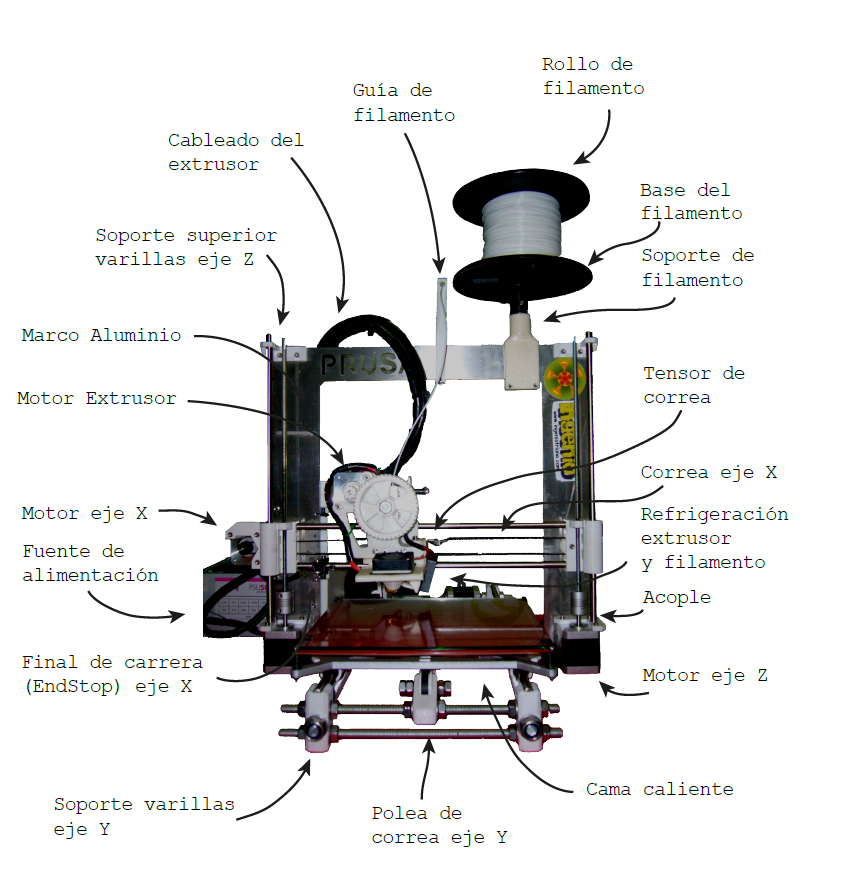 Rollo de
filamento
Guía de
filamento
Cableado del
extrusor
Base del
filamento
Soporte superior
varillas eje Z
Soporte de
filamento
Marco Aluminio
PRUSA
Tensor de
correa
Motor Extrusor
Correa eje X
Motor eje X
Refrigeración
extrusor
y filamento
Fuente de
alimentación
Acople
Final de carrera
(EndStop) eje X
Motor eje Z
Cama caliente
Soporte varillas
eje Y
Polea de
correa eje Y